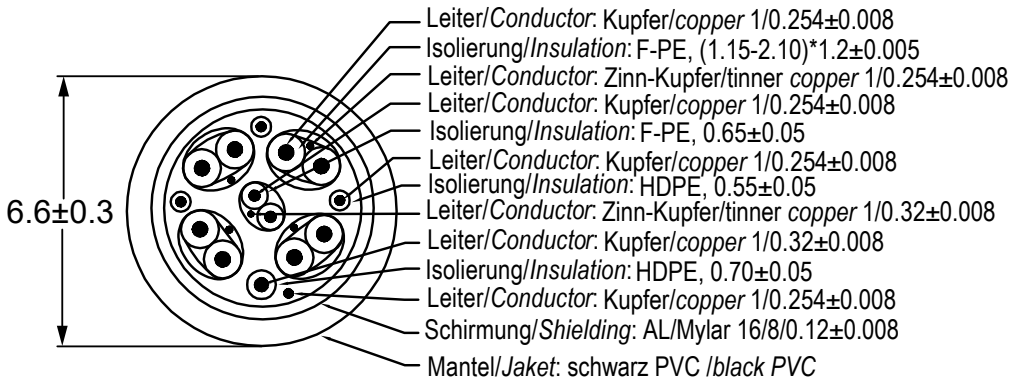 Leiter/Conductor: Kupfer/copper 1/0.254±0.008
Isolierung/Insulation: F-PE, (1.15-2.10)*1.2±0.005
Leiter/Conductor: Zinn-Kupfer/tinner copper 1/0.254±0.008
Leiter/Conductor: Kupfer/copper 1/0.254±0.008
Isolierung/Insulation: F-PE, 0.65±0.05
Leiter/Conductor: Kupfer/copper 1/0.254±0.008
Isolierung/Insulation: HDPE, 0.55±0.05
6.6±0.3
Leiter/Conductor: Zinn-Kupfer/tinner copper 1/0.32±0.008
Leiter/Conductor: Kupfer/copper 1/0.32±0.008
Isolierung/Insulation: HDPE, 0.70±0.05
Leiter/Conductor: Kupfer/copper 1/0.254±0.008
Schirmung/Shielding: AL/Mylar 16/8/0.12±0.008
Mantel/Jaket: schwarz PVC /black PVC